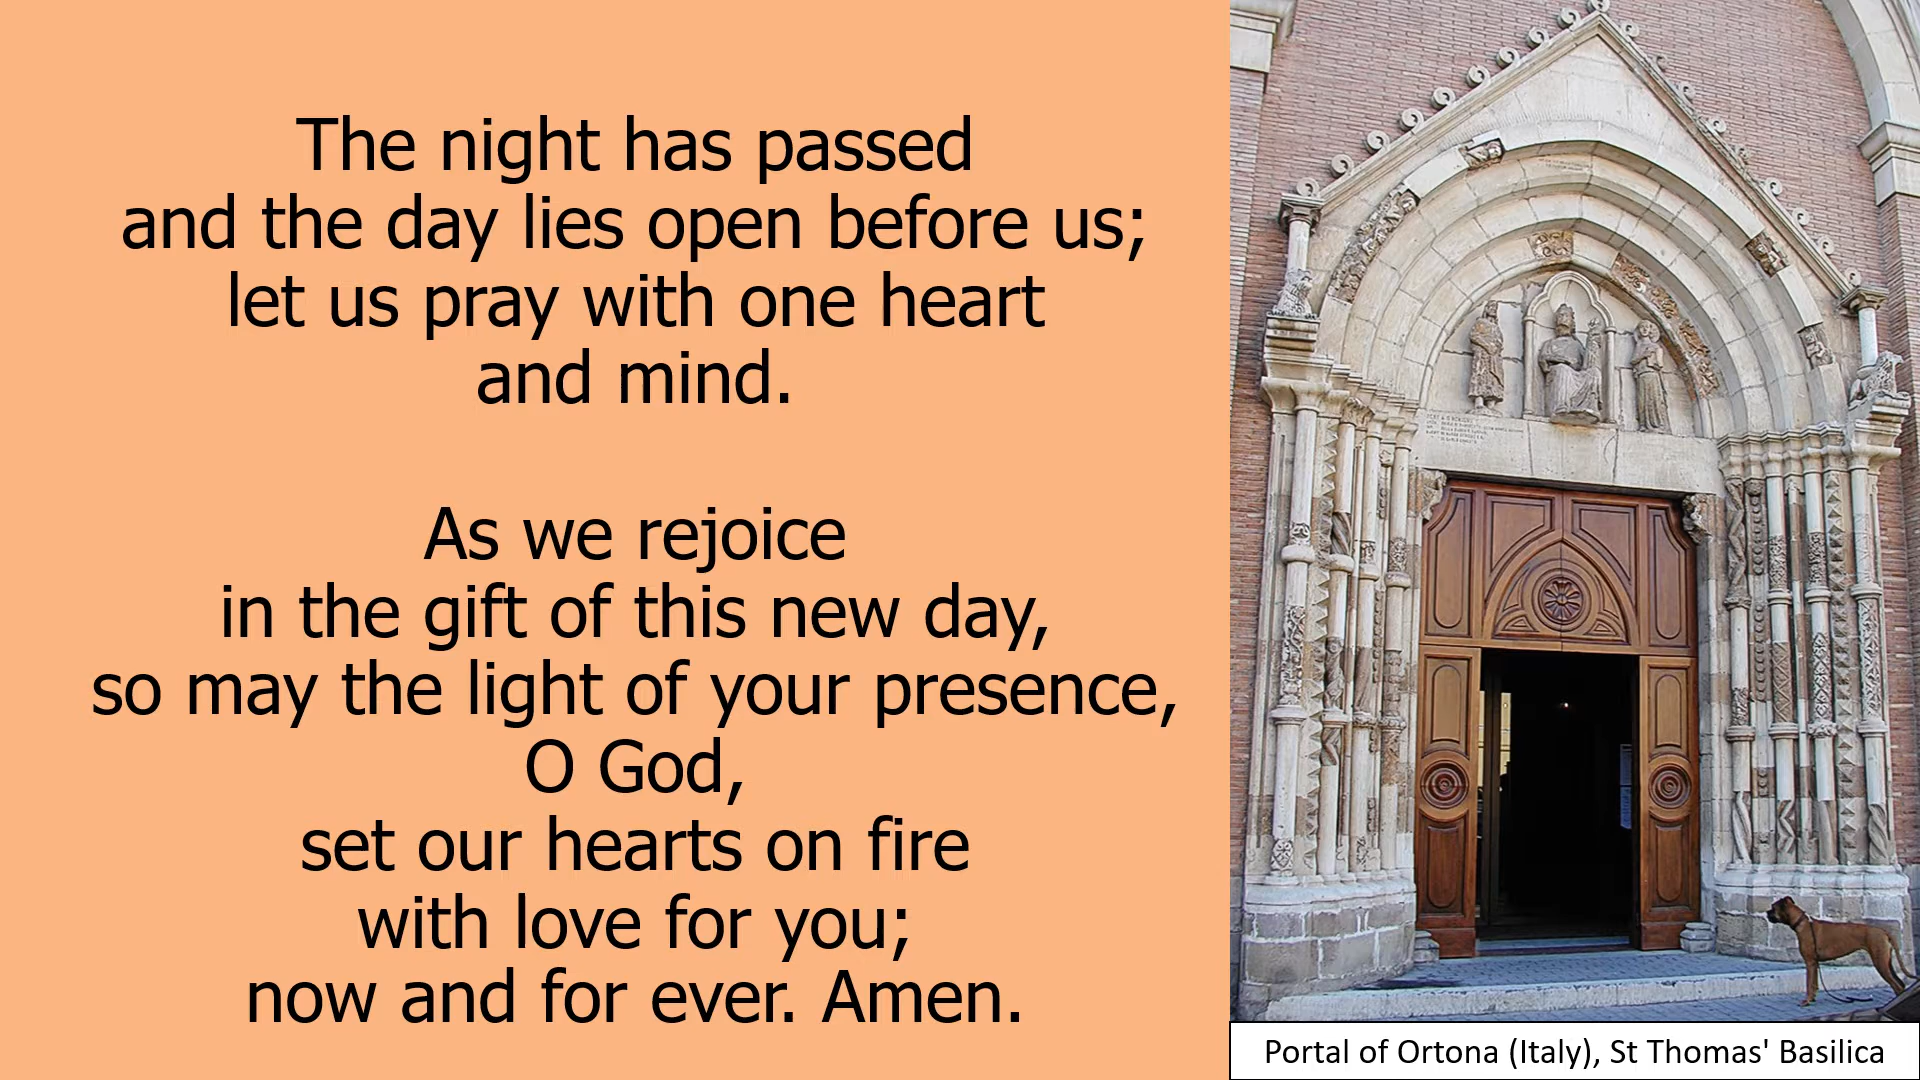 The night has passed
and the day lies open before us;
let us pray with one heart
and mind.
As we rejoice
in the gift of this new day,
so may the light of your presence,
O God,
set our hearts on fire
with love for you;
now and for ever. Amen.
Portal of Ortona (Italy), St Thomas' Basilica